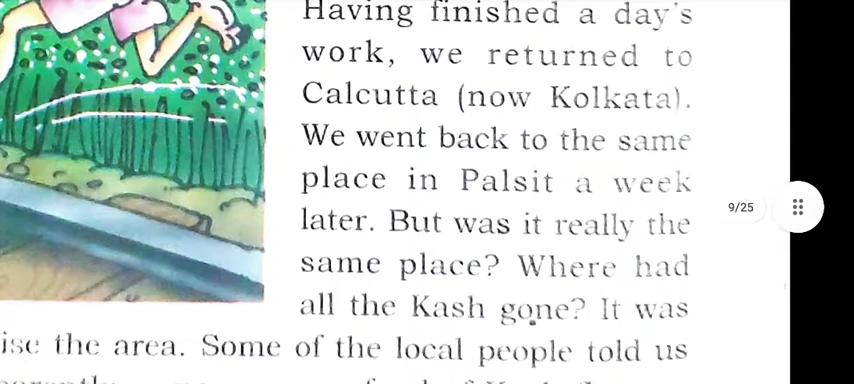 Having finished a day's
work, we returned to
Calcutta (now Kolkata).
We went back to the same
place in Palsit a week
later. But was it really the
same place? Where had
all the Kash gone? It was
ise the area. Some of the local people told us
9/25